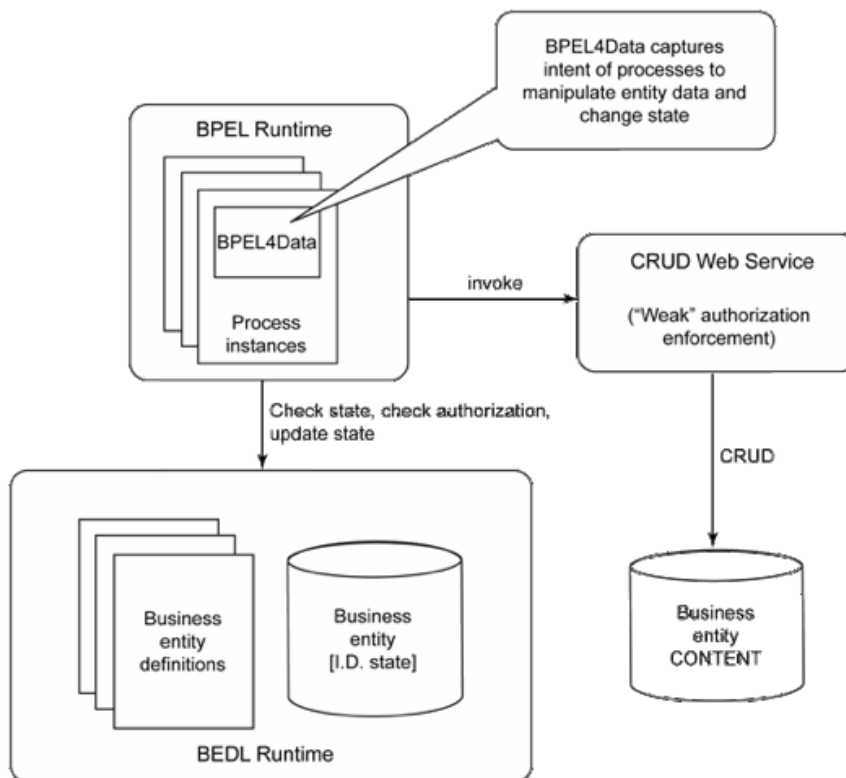 BPEL4Data captures
intent of processes to
manipulate entity data and
change state
BPEL Runtime
BPEL4Data
Process
instances
invoke
CRUD Web Service
("Weak" authorization
enforcement)
Check state, check authorization,
update state
CRUD
Business
entity
definitions
Business
entity
[I.D. state]
BEDL Runtime
Business
entity
CONTENT